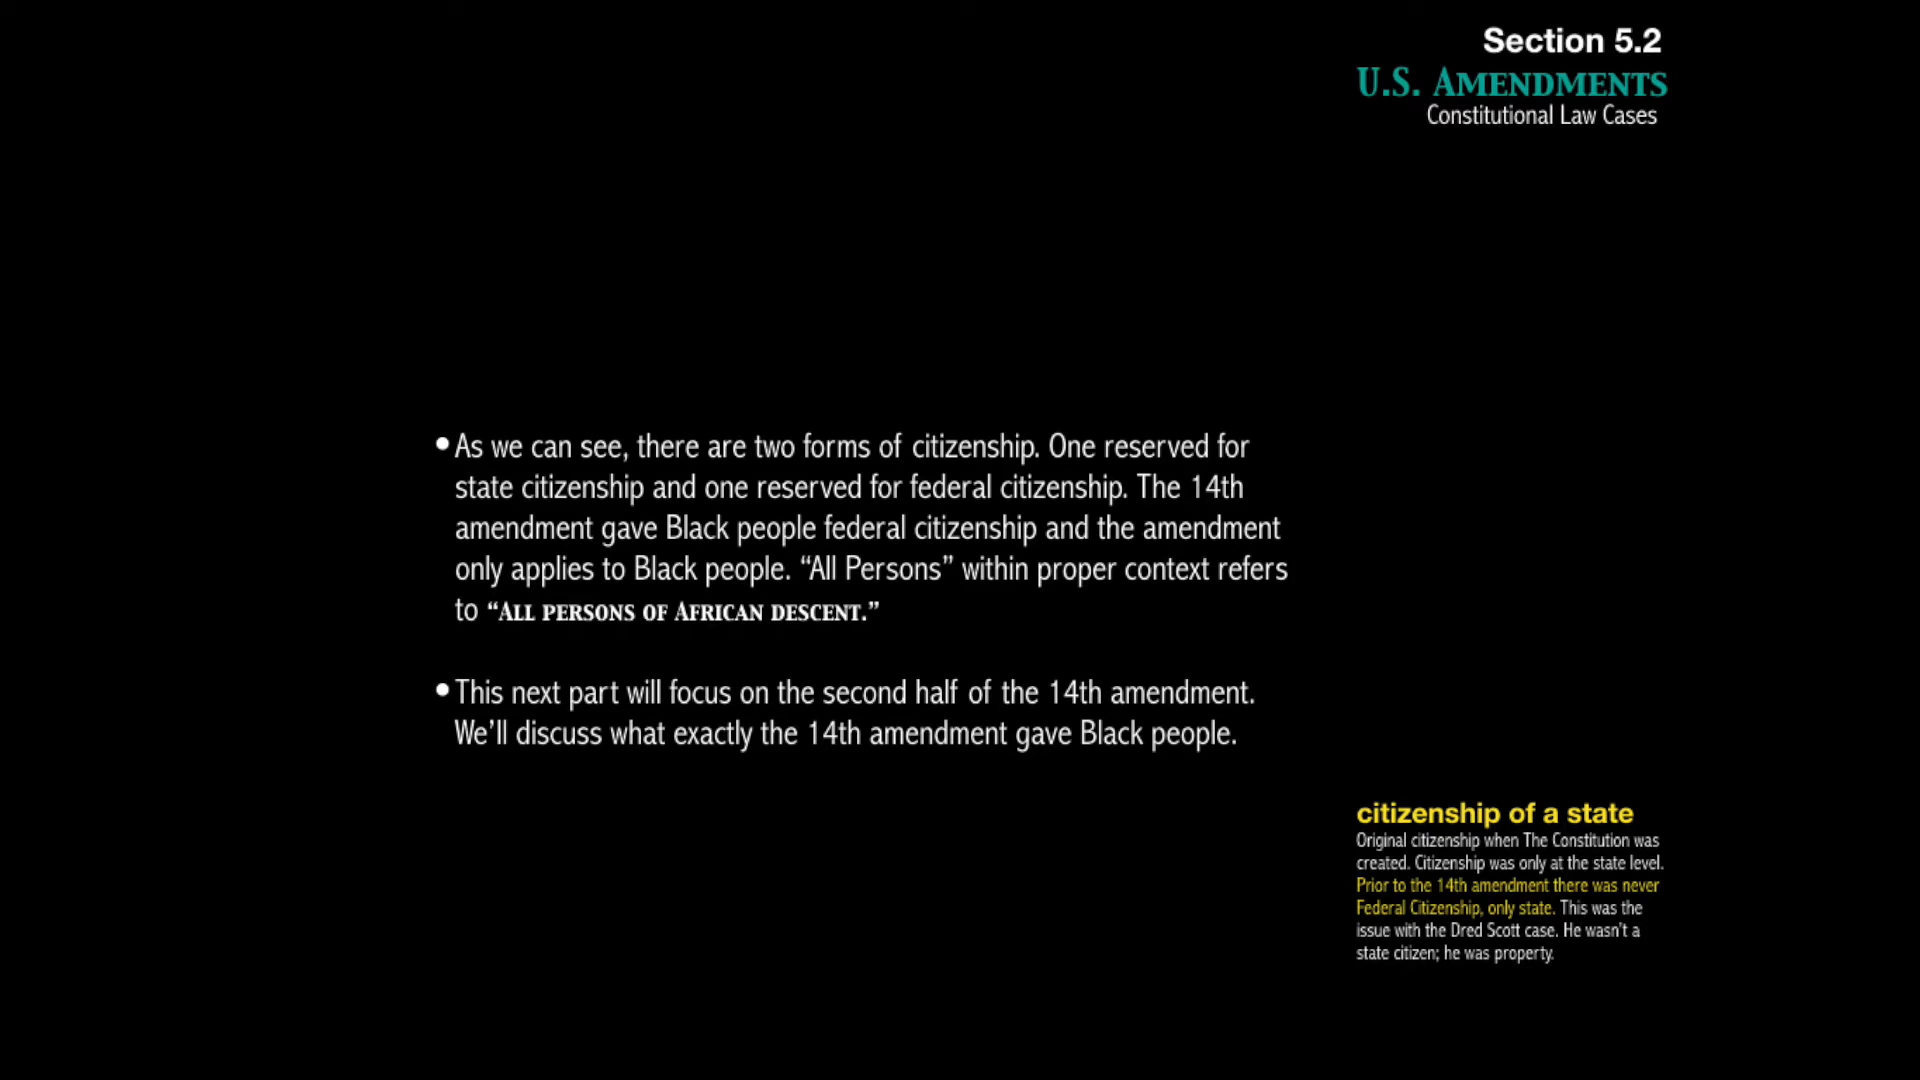 Section 5.2
U.S. AMENDMENTS
Constitutional Law Cases
• As we can see, there are two forms of citizenship. One reserved for
state citizenship and one reserved for federal citizenship. The 14th
amendment gave Black people federal citizenship and the amendment
only applies to Black people. “All Persons” within proper context refers
to “ALL PERSONS OF AFRICAN DESCENT.”
• This next part will focus on the second half of the 14th amendment.
We’ll discuss what exactly the 14th amendment gave Black people.
citizenship of a state
Original citizenship when The Constitution was
created. Citizenship was only at the state level.
Prior to the 14th amendment there was never
Federal Citizenship, only state. This was the
issue with the Dred Scott case. He wasn't a
state citizen; he was property.